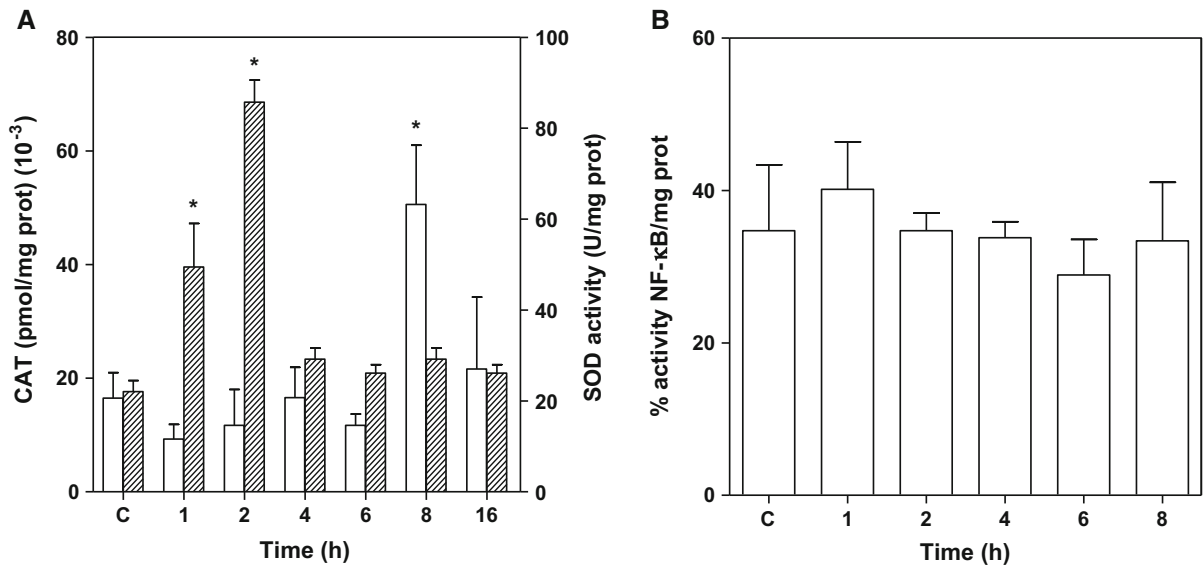 A
80
60
40
20
0
CAT (pmol/mg prot) (10⁻³)
*
*
*
100
80
60
40
20
0
SOD activity (U/mg prot)
C 1 2 4 6 8 16
Time (h)
B
60
40
20
0
% activity NF-κB/mg prot
C 1 2 4 6 8
Time (h)